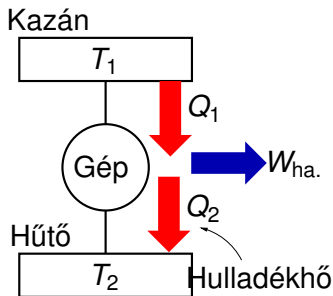 Kazán
T1
Q1
Gép
Wha.
Q2
Hűtő
T2
Hulladékhő